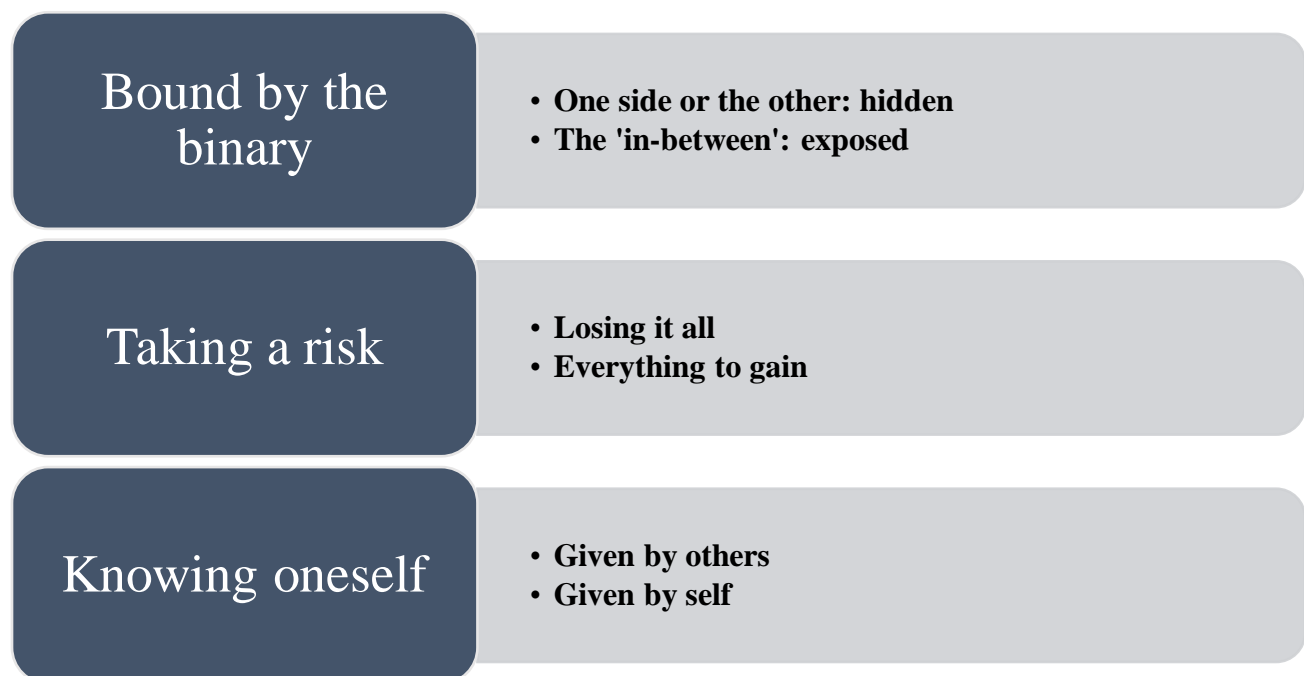 Bound by the
binary
• One side or the other: hidden
• The 'in-between': exposed
Taking a risk
• Losing it all
• Everything to gain
Knowing oneself
• Given by others
• Given by self